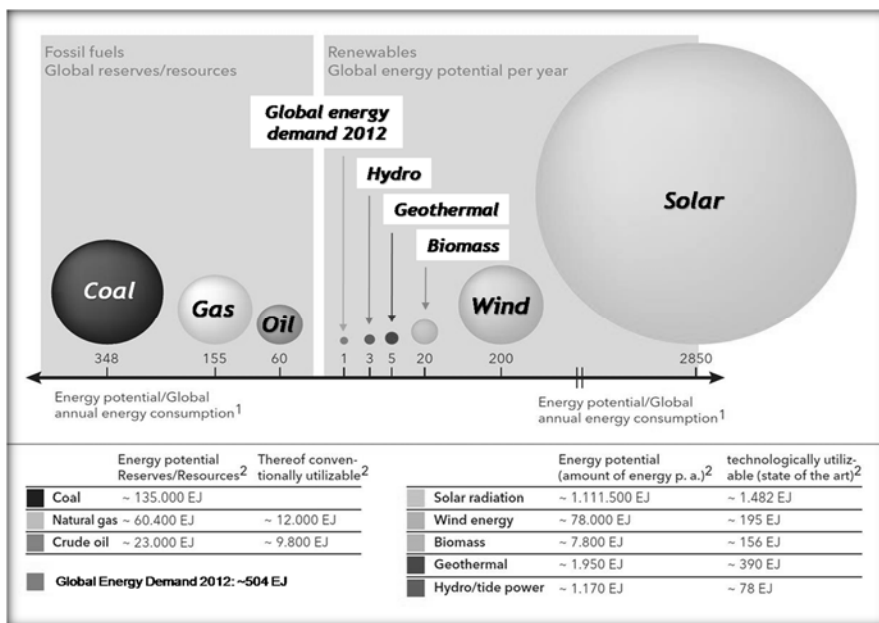 Fossil fuels
Global reserves/resources
Renewables
Global energy potential per year
Global energy
demand 2012
Hydro
Geothermal
Biomass
Solar
Coal
Gas
Oil
Wind
348
155
60
1
3
5
20
200
2850
Energy potential/Global
annual energy consumption1
Energy potential/Global
annual energy consumption1
Energy potential
Reserves/Resources2
Thereof conven-
tionally utilizable2
Coal ~ 135.000 EJ
Natural gas ~ 60.400 EJ ~ 12.000 EJ
Crude oil ~ 23.000 EJ ~ 9.800 EJ
Global Energy Demand 2012: ~504 EJ
Energy potential
(amount of energy p. a.)2
technologically utiliz-
able (state of the art)2
Solar radiation ~ 1.111.500 EJ ~ 1.482 EJ
Wind energy ~ 78.000 EJ ~ 195 EJ
Biomass ~ 7.800 EJ ~ 156 EJ
Geothermal ~ 1.950 EJ ~ 390 EJ
Hydro/tide power ~ 1.170 EJ ~ 78 EJ